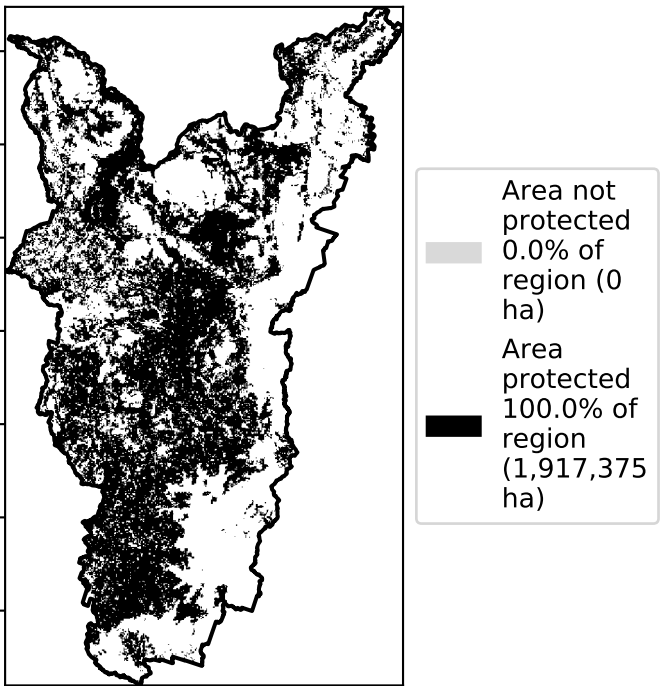 Area not
protected
0.0% of
region (0
ha)
Area
protected
100.0% of
region
(1,917,375
ha)